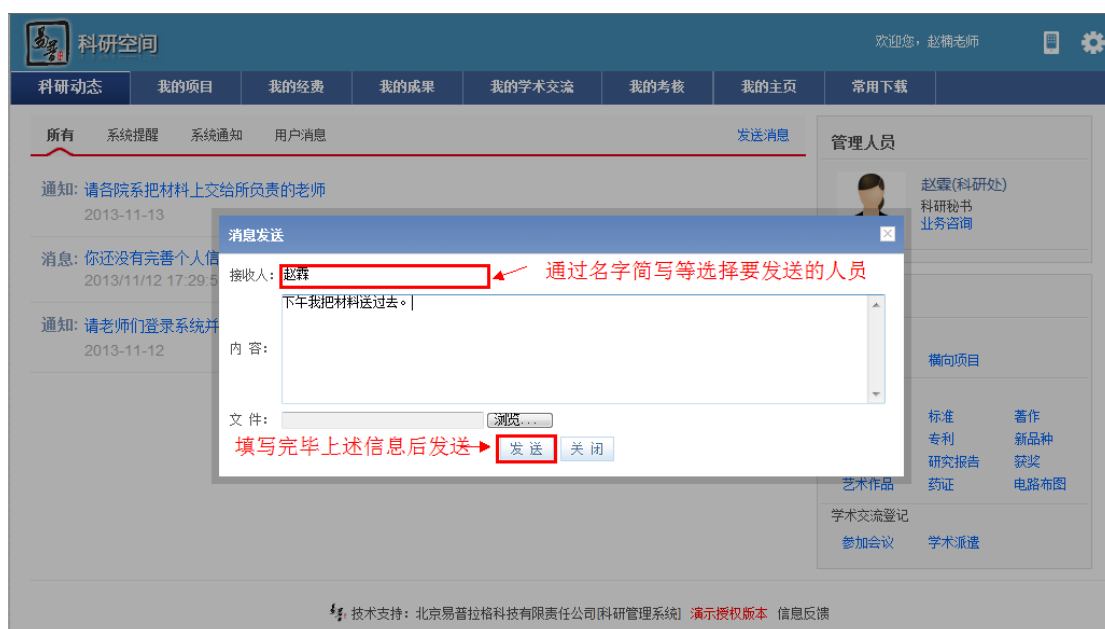 易普
科研空间
欢迎您，赵楠老师
科研动态 我的项目 我的经费 我的成果 我的学术交流 我的考核 我的主页 常用下载
所有 系统提醒 系统通知 用户消息 发送消息
通知: 请各院系把材料上交给所负责的老师
2013-11-13
消息: 你还没有完善个人信
2013/11/12 17:29:5
通知: 请老师们登录系统并
2013-11-12
消息发送
接收人: 赵霖
通过名字简写等选择要发送的人员
内 容:
下午我把材料送过去。
文 件: 浏览...
填写完毕上述信息后发送
发 送 关 闭
管理人员
赵霖(科研处)
科研秘书
业务咨询
横向项目
标准 著作
专利 新品种
研究报告 获奖
艺术作品 药证 电路布图
学术交流登记
参加会议 学术派遣
技术支持：北京易普拉格科技有限责任公司[科研管理系统] 演示授权版本 信息反馈